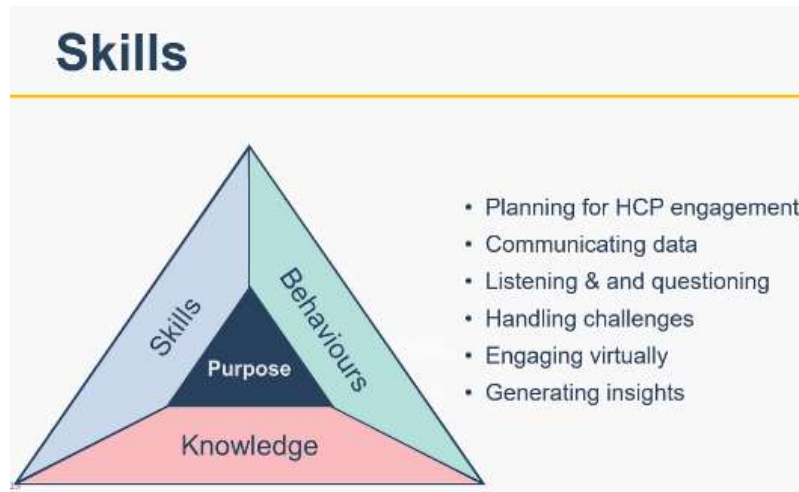 Skills
• Planning for HCP engagement
• Communicating data
• Listening & and questioning
• Handling challenges
• Engaging virtually
• Generating insights
Skills
Behaviours
Purpose
Knowledge